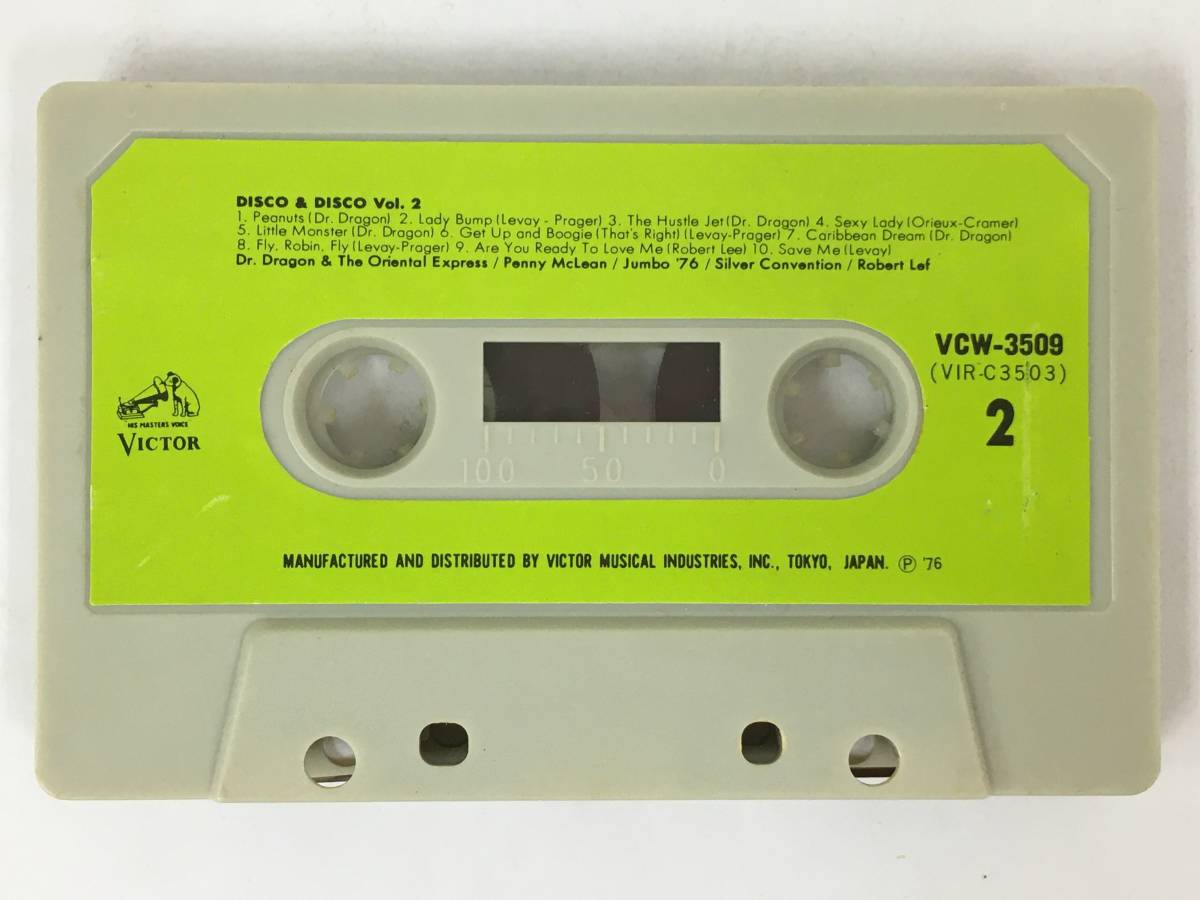 DISCO & DISCO Vol. 2
1. Peanuts (Dr. Dragon) 2. Lady Bump (Levay - Prager) 3. The Hustle Jet (Dr. Dragon) 4. Sexy Lady (Orieux-Cramer)
5. Little Monster (Dr. Dragon) 6. Get Up and Boogie (That's Right) (Levay-Prager) 7. Caribbean Dream (Dr. Dragon)
8. Fly, Robin, Fly (Levay-Prager) 9. Are You Ready To Love Me (Robert Lee) 10. Save Me (Levay)
Dr. Dragon & The Oriental Express / Penny McLean / Jumbo '76 / Silver Convention / Robert Lef
VCW-3509
(VIR-C3503)
2
HIS MASTERS VOICE
VICTOR
100 50 0
MANUFACTURED AND DISTRIBUTED BY VICTOR MUSICAL INDUSTRIES, INC., TOKYO, JAPAN. Ⓟ '76